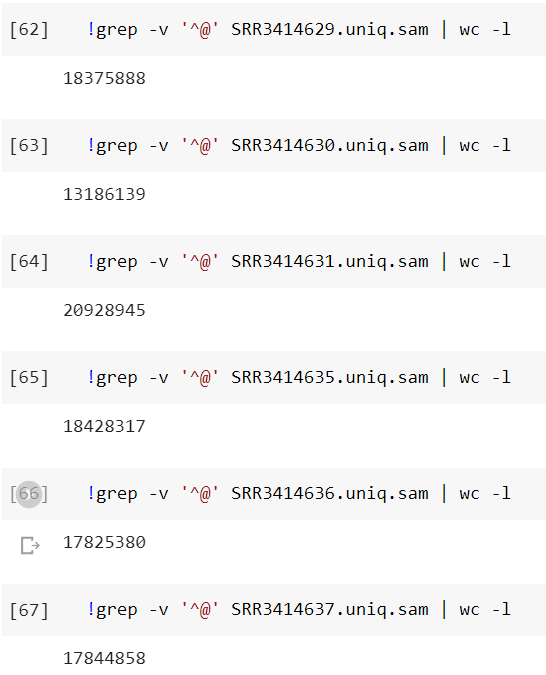 [62] !grep -v '^@' SRR3414629.uniq.sam | wc -l
18375888
[63] !grep -v '^@' SRR3414630.uniq.sam | wc -l
13186139
[64] !grep -v '^@' SRR3414631.uniq.sam | wc -l
20928945
[65] !grep -v '^@' SRR3414635.uniq.sam | wc -l
18428317
[66] !grep -v '^@' SRR3414636.uniq.sam | wc -l
17825380
[67] !grep -v '^@' SRR3414637.uniq.sam | wc -l
17844858